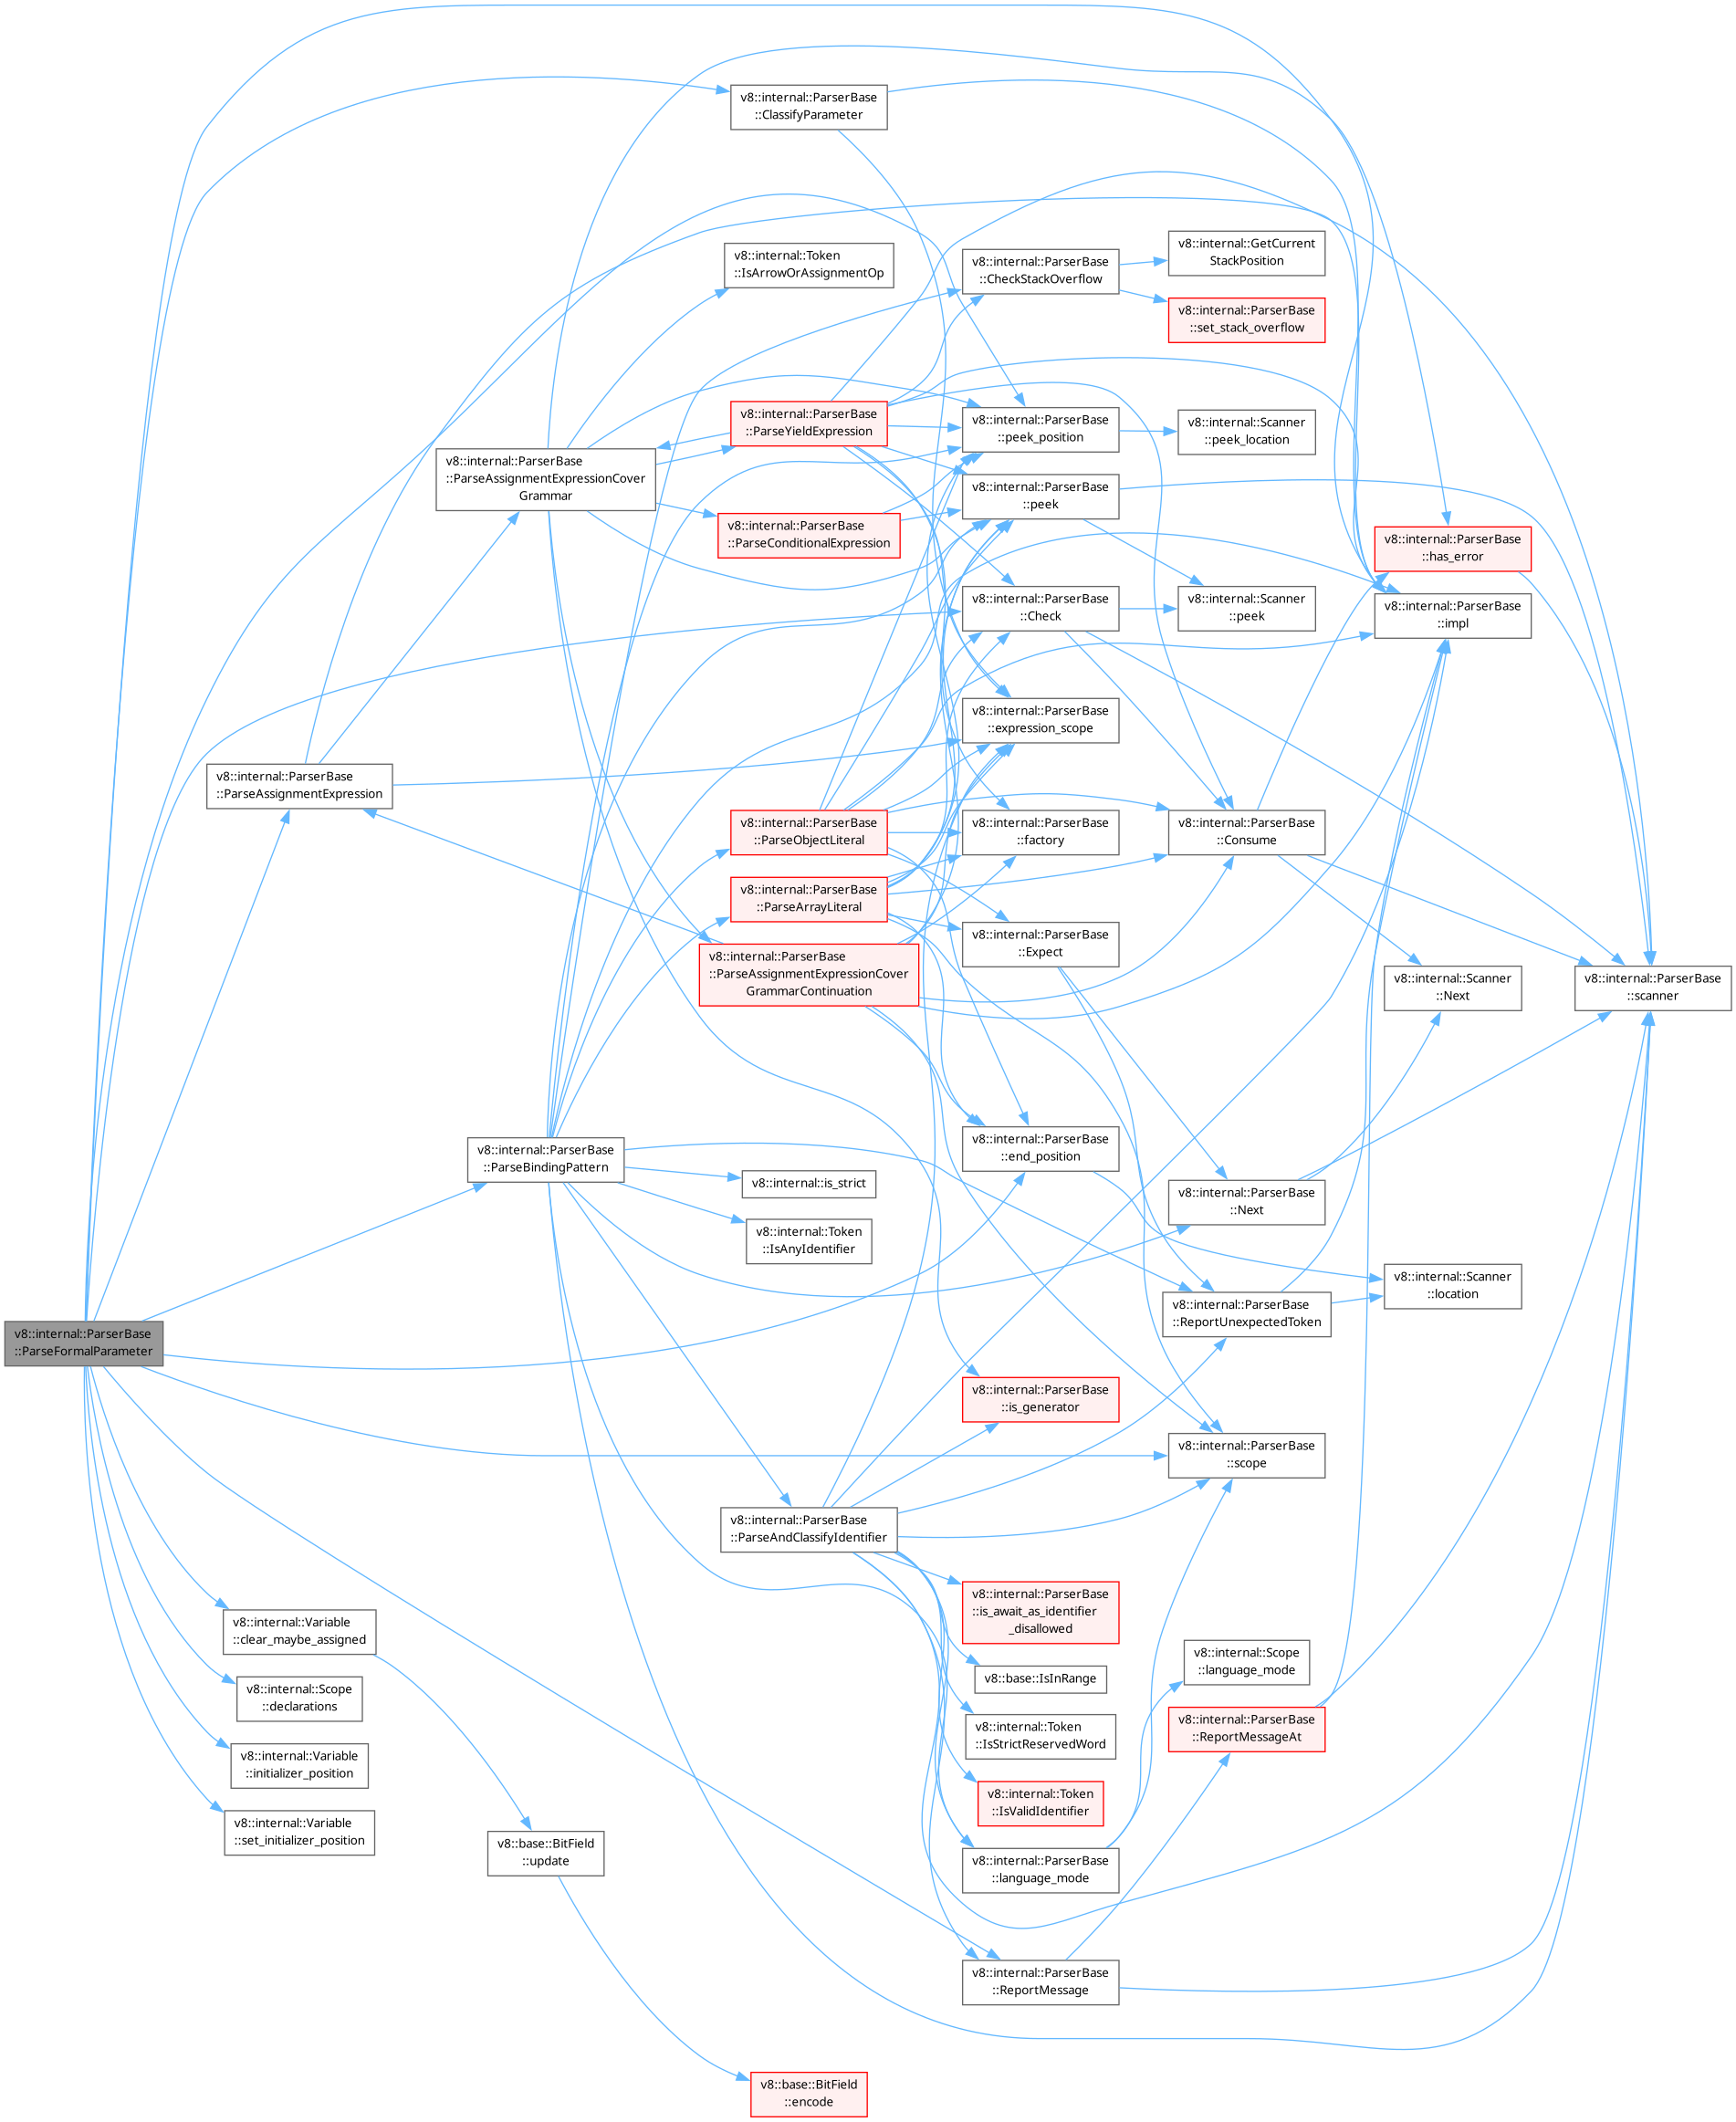 v8::internal::ParserBase
::ClassifyParameter
v8::internal::Token
::IsArrowOrAssignmentOp
v8::internal::ParserBase
::CheckStackOverflow
v8::internal::GetCurrent
StackPosition
v8::internal::ParserBase
::set_stack_overflow
v8::internal::ParserBase
::ParseYieldExpression
v8::internal::ParserBase
::peek_position
v8::internal::Scanner
::peek_location
v8::internal::ParserBase
::ParseAssignmentExpressionCover
Grammar
v8::internal::ParserBase
::peek
v8::internal::ParserBase
::ParseConditionalExpression
v8::internal::ParserBase
::has_error
v8::internal::ParserBase
::Check
v8::internal::Scanner
::peek
v8::internal::ParserBase
::impl
v8::internal::ParserBase
::expression_scope
v8::internal::ParserBase
::ParseAssignmentExpression
v8::internal::ParserBase
::ParseObjectLiteral
v8::internal::ParserBase
::factory
v8::internal::ParserBase
::Consume
v8::internal::ParserBase
::ParseArrayLiteral
v8::internal::ParserBase
::Expect
v8::internal::ParserBase
::ParseAssignmentExpressionCover
GrammarContinuation
v8::internal::Scanner
::Next
v8::internal::ParserBase
::scanner
v8::internal::ParserBase
::end_position
v8::internal::ParserBase
::ParseBindingPattern
v8::internal::is_strict
v8::internal::ParserBase
::Next
v8::internal::Token
::IsAnyIdentifier
v8::internal::Scanner
::location
v8::internal::ParserBase
::ReportUnexpectedToken
v8::internal::ParserBase
::ParseFormalParameter
v8::internal::ParserBase
::is_generator
v8::internal::ParserBase
::scope
v8::internal::ParserBase
::ParseAndClassifyIdentifier
v8::internal::ParserBase
::is_await_as_identifier
_disallowed
v8::internal::Variable
::clear_maybe_assigned
v8::internal::Scope
::language_mode
v8::base::IsInRange
v8::internal::Scope
::declarations
v8::internal::Token
::IsStrictReservedWord
v8::internal::ParserBase
::ReportMessageAt
v8::internal::Variable
::initializer_position
v8::internal::Token
::IsValidIdentifier
v8::internal::Variable
::set_initializer_position
v8::base::BitField
::update
v8::internal::ParserBase
::language_mode
v8::internal::ParserBase
::ReportMessage
v8::base::BitField
::encode